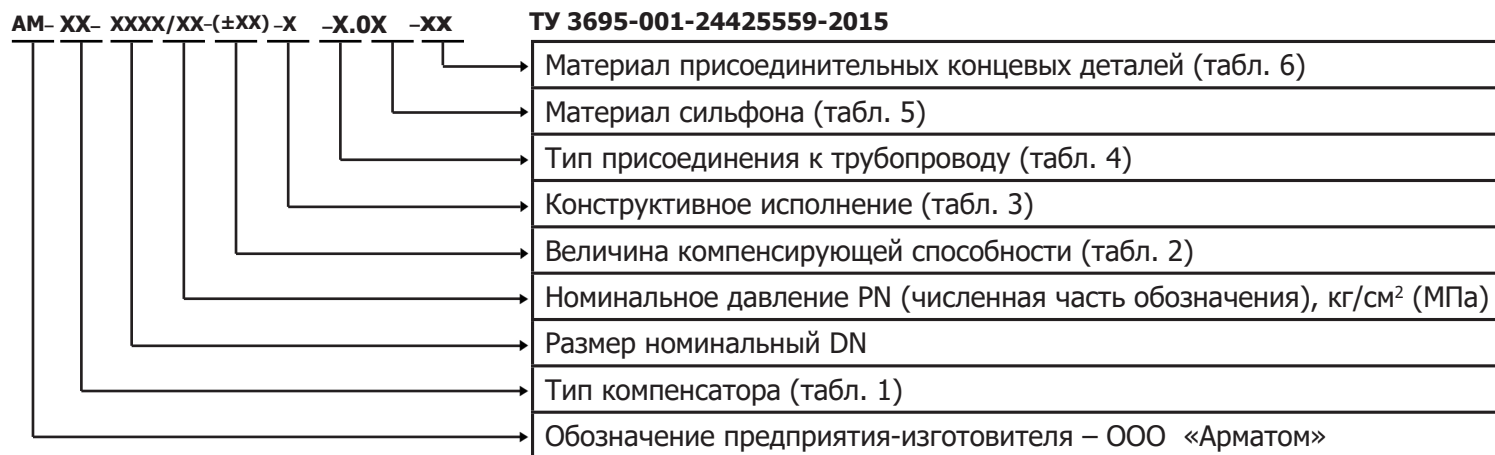 АМ– ХХ– ХХХХ/ХХ–(±ХХ) –Х –Х.0Х –ХХ ТУ 3695-001-24425559-2015
Материал присоединительных концевых деталей (табл. 6)
Материал сильфона (табл. 5)
Тип присоединения к трубопроводу (табл. 4)
Конструктивное исполнение (табл. 3)
Величина компенсирующей способности (табл. 2)
Номинальное давление PN (численная часть обозначения), кг/см² (МПа)
Размер номинальный DN
Тип компенсатора (табл. 1)
Обозначение предприятия-изготовителя – ООО «Арматом»